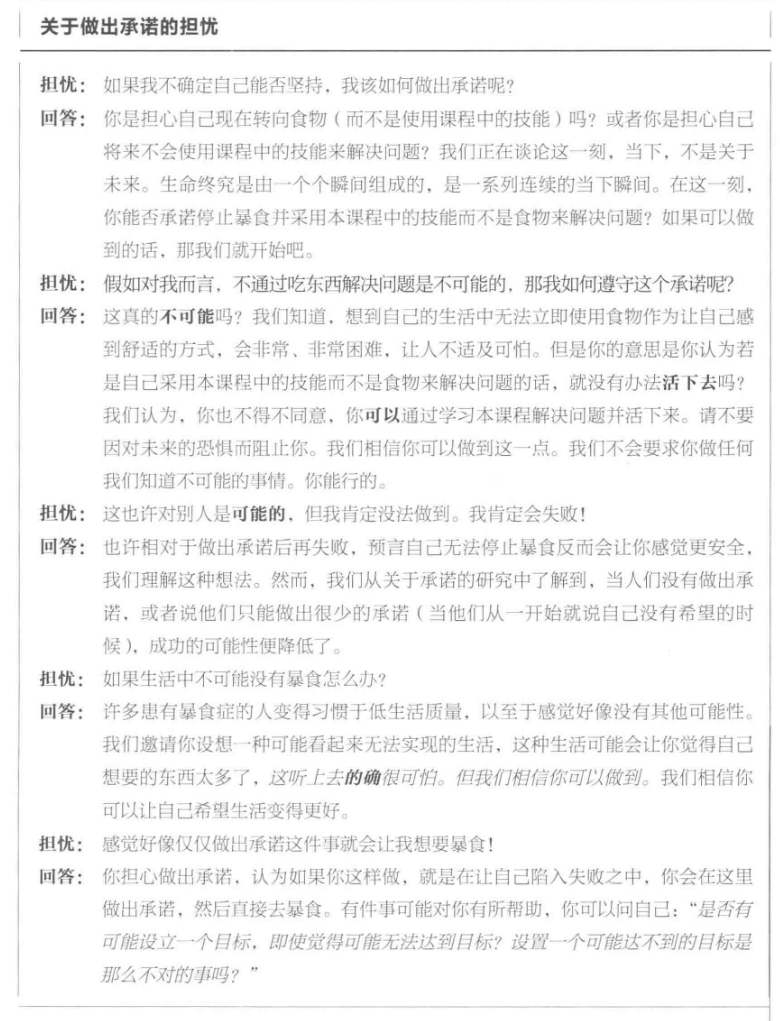 关于做出承诺的担忧
担忧： 如果我不确定自己能否坚持，我该如何做出承诺呢？
回答： 你是担心自己现在转向食物（而不是使用课程中的技能）吗？或者你是担心自己
将来不会使用课程中的技能来解决问题？我们正在谈论这一刻，当下，不是关于
未来。生命终究是由一个个瞬间组成的，是一系列连续的当下瞬间。在这一刻，
你能否承诺停止暴食并采用本课程中的技能而不是食物来解决问题？如果可以做
到的话，那我们就开始吧。
担忧： 假如对我而言，不通过吃东西解决问题是不可能的，那我如何遵守这个承诺呢？
回答： 这真的不可能吗？我们知道，想到自己的生活中无法立即使用食物作为让自己感
到舒适的方式，会非常、非常困难，让人不适及可怕。但是你的意思是你认为若
是自己采用本课程中的技能而不是食物来解决问题的话，就没有办法活下去吗？
我们认为，你也不得不同意，你可以通过学习本课程解决问题并活下来。请不要
因对未来的恐惧而阻止你。我们相信你可以做到这一点。我们不会要求你做任何
我们知道不可能的事情。你能行的。
担忧： 这也许对别人是可能的，但我肯定没法做到。我肯定会失败！
回答： 也许相对于做出承诺后再失败，预言自己无法停止暴食反而会让你感觉更安全，
我们理解这种想法。然而，我们从关于承诺的研究中了解到，当人们没有做出承
诺，或者说他们只能做出很少的承诺（当他们从一开始就说自己没有希望的时
候），成功的可能性便降低了。
担忧： 如果生活中不可能没有暴食怎么办？
回答： 许多患有暴食症的人变得习惯于低生活质量，以至于感觉好像没有其他可能性。
我们邀请你设想一种可能看起来无法实现的生活，这种生活可能会让你觉得自己
想要的东西太多了，这听上去的确很可怕。但我们相信你可以做到。我们相信你
可以让自己希望生活变得更好。
担忧： 感觉好像仅仅做出承诺这件事就会让我想要暴食！
回答： 你担心做出承诺，认为如果你这样做，就是在让自己陷入失败之中，你会在这里
做出承诺，然后直接去暴食。有件事可能对你有所帮助，你可以问自己：“是否有
可能设立一个目标，即使觉得可能无法达到目标？设置一个可能达不到的目标是
那么不对的事吗？”